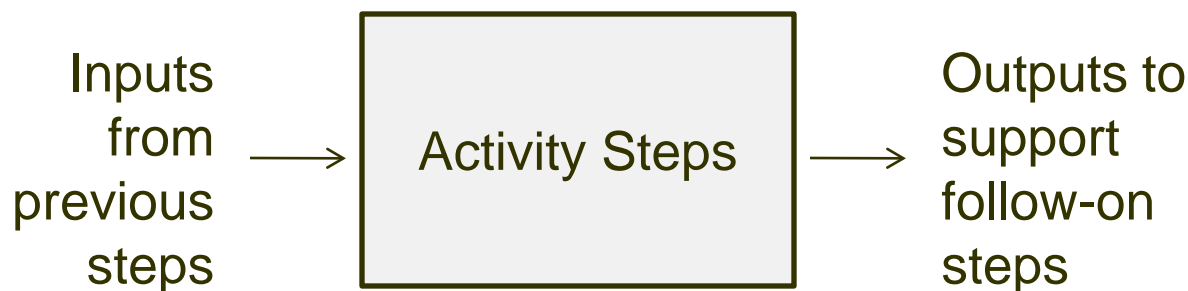 Inputs
from
previous
steps
Activity Steps
Outputs to
support
follow-on
steps